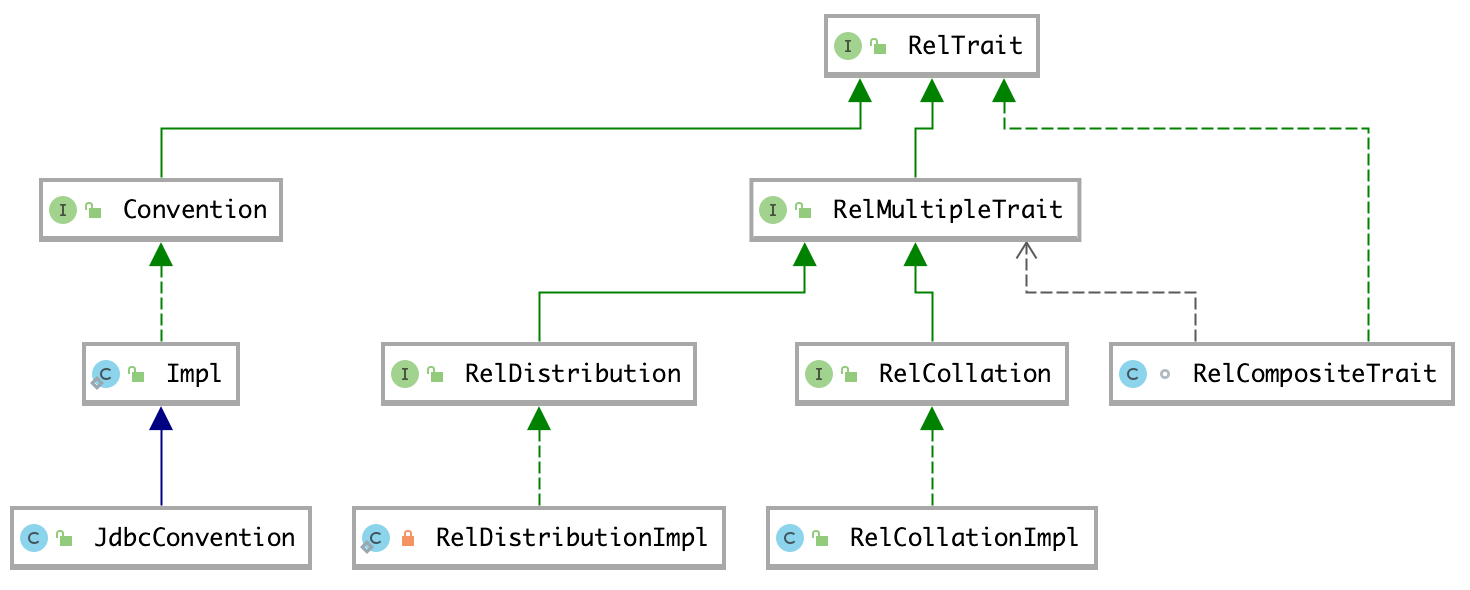 I RelTrait
I Convention
I RelMultipleTrait
C Impl
I RelDistribution
I RelCollation
C RelCompositeTrait
C JdbcConvention
C RelDistributionImpl
C RelCollationImpl